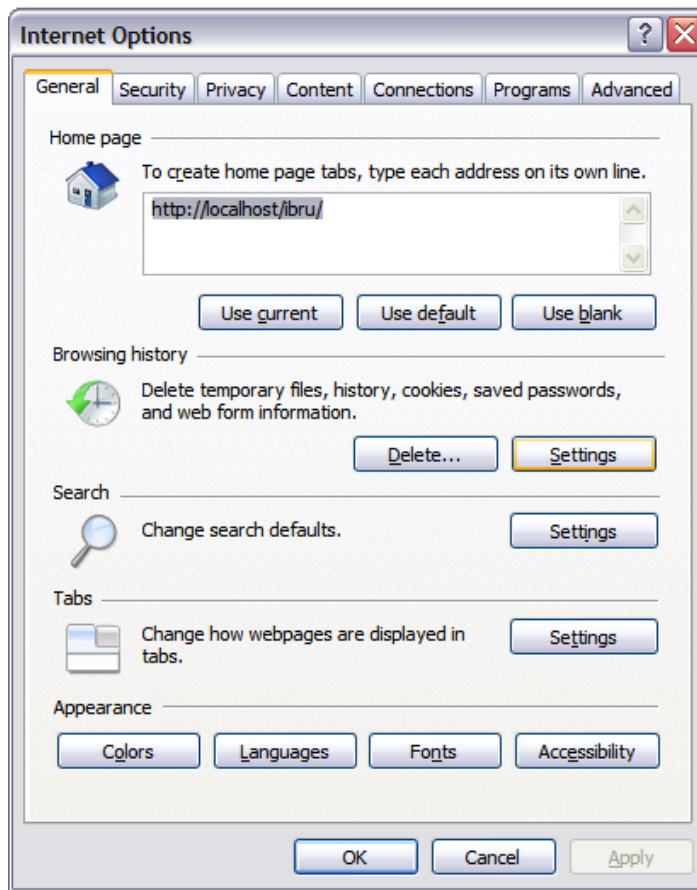 Internet Options
?
X
General Security Privacy Content Connections Programs Advanced
Home page
To create home page tabs, type each address on its own line.
http://localhost/ibru/
Use current Use default Use blank
Browsing history
Delete temporary files, history, cookies, saved passwords,
and web form information.
Delete... Settings
Search
Change search defaults.
Settings
Tabs
Change how webpages are displayed in
tabs.
Settings
Appearance
Colors Languages Fonts Accessibility
OK Cancel Apply